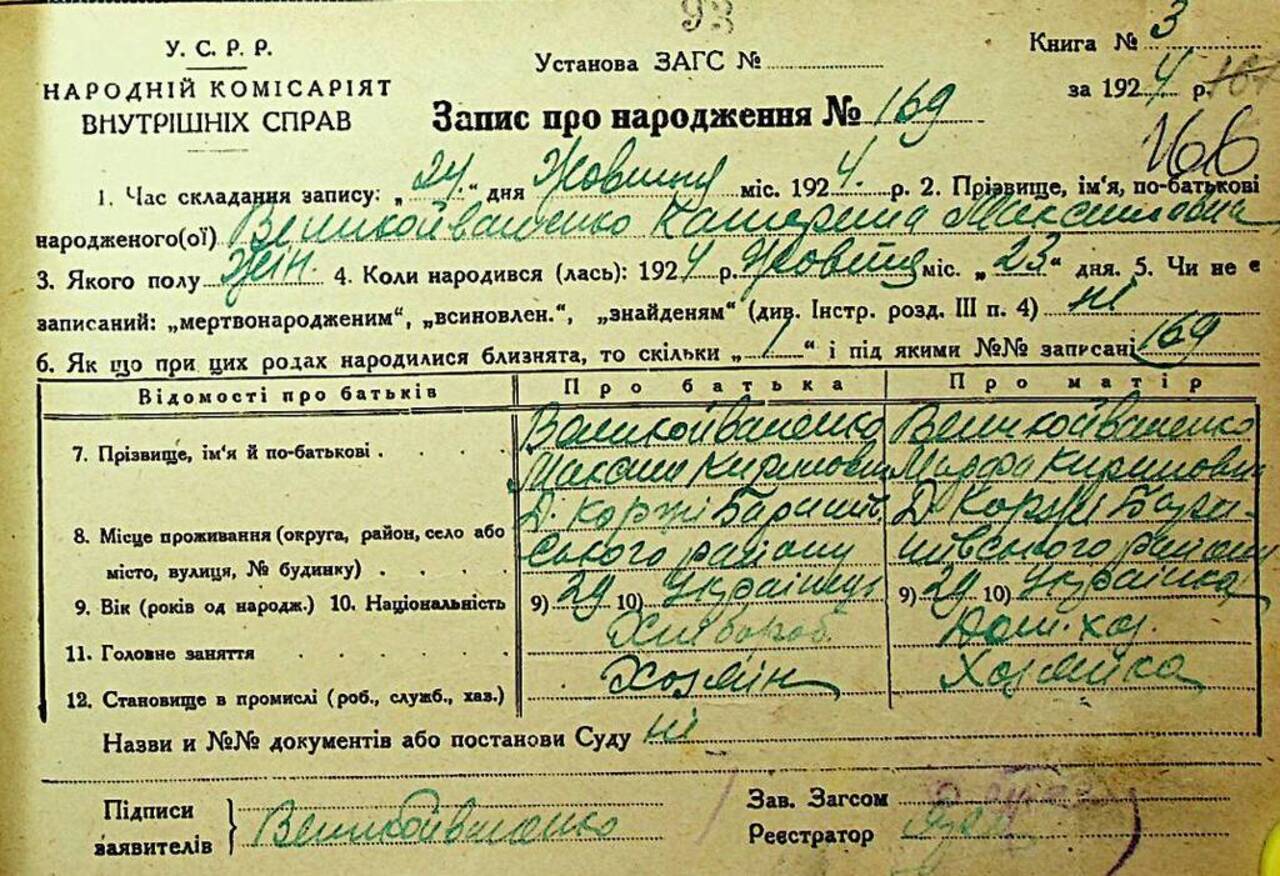 93
У. С. Р. Р.
НАРОДНІЙ КОМІСАРІЯТ
ВНУТРІШНІХ СПРАВ
Установа ЗАГС №
Книга № 3
за 1924 р.
166
Запис про народження № 169
1. Час складання запису: „24“ дня Жовтня міс. 1924 р. 2. Прізвище, ім'я, по-батькові
народженого(ої) Великойваненко Катерина Максимовна
3. Якого полу жін. 4. Коли народився (лась): 1924 р. Жовтня міс. „23“ дня. 5. Чи не є
записаний: „мертвонародженим“, „всиновлен.“, „знайденям“ (див. Інстр. розд. III п. 4) ні
6. Як що при цих родах народилися близнята, то скільки „1“ і під якими №№ записані 169
Відомості про батьків Про батька Про матір
7. Прізвище, ім'я й по-батькові Великойваненко Великойваненко
Максим Кирилович Марфа Кириловна
8. Місце проживання (округа, район, село або Д. Коржі Баришів- Д. Коржі Бари-
місто, вулиця, № будинку) ського району шівського району
9. Вік (років од народж.) 10. Національність 9) 29 10) Українець 9) 29 10) Українка
11. Головне заняття Хлібороб. Дом. хоз.
12. Становище в промислі (роб., служб., хаз.) Хозяїн Хозяйка
Назви и №№ документів або постанови Суду ні
Підписи заявителів Великойваненко
Зав. Загсом
Реєстратор